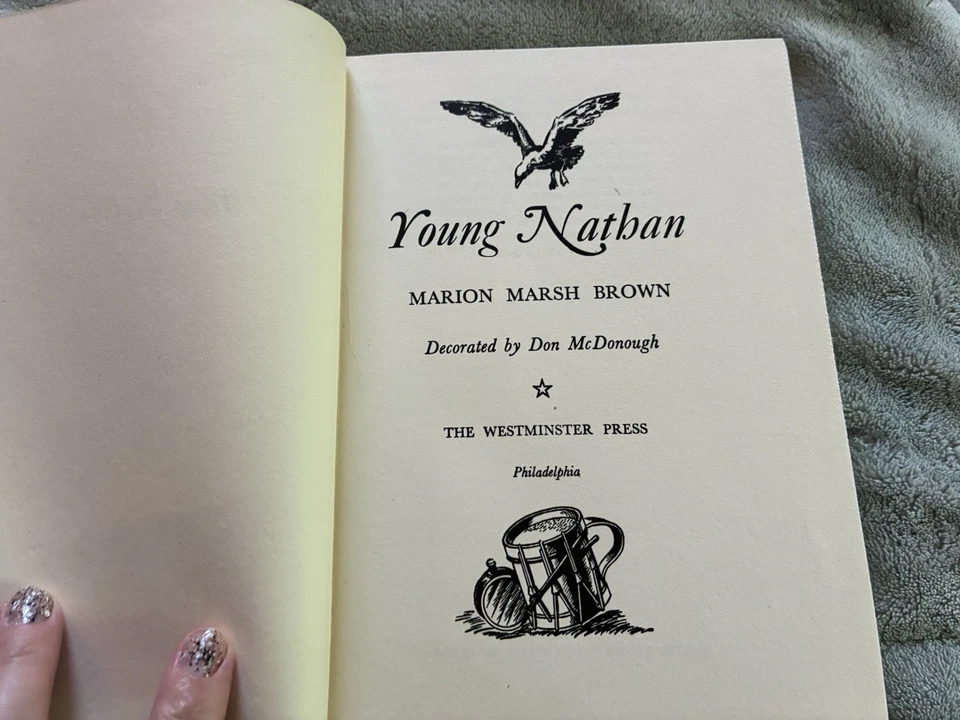 Young Nathan
MARION MARSH BROWN
Decorated by Don McDonough
THE WESTMINSTER PRESS
Philadelphia